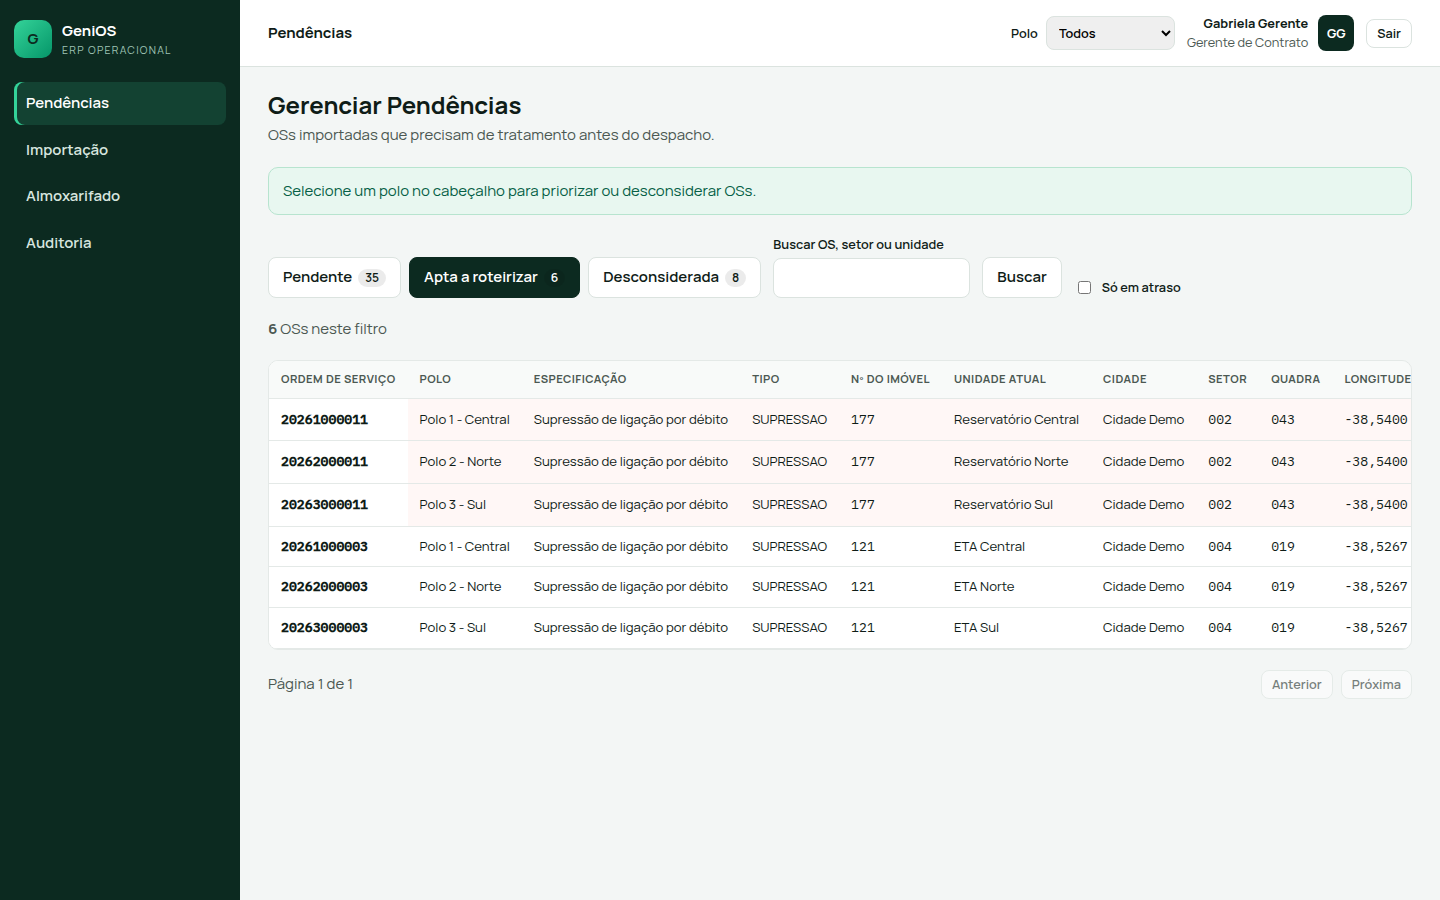 G
GeniOS
ERP OPERACIONAL
Pendências
Importação
Almoxarifado
Auditoria
Pendências
Polo Todos
Gabriela Gerente
Gerente de Contrato
GG
Sair
Gerenciar Pendências
OSs importadas que precisam de tratamento antes do despacho.
Selecione um polo no cabeçalho para priorizar ou desconsiderar OSs.
Buscar OS, setor ou unidade
Pendente 35 Apta a roteirizar 6 Desconsiderada 8 Buscar Só em atraso
6 OSs neste filtro
ORDEM DE SERVIÇO POLO ESPECIFICAÇÃO TIPO Nº DO IMÓVEL UNIDADE ATUAL CIDADE SETOR QUADRA LONGITUDE
20261000011 Polo 1 - Central Supressão de ligação por débito SUPRESSAO 177 Reservatório Central Cidade Demo 002 043 -38,5400
20262000011 Polo 2 - Norte Supressão de ligação por débito SUPRESSAO 177 Reservatório Norte Cidade Demo 002 043 -38,5400
20263000011 Polo 3 - Sul Supressão de ligação por débito SUPRESSAO 177 Reservatório Sul Cidade Demo 002 043 -38,5400
20261000003 Polo 1 - Central Supressão de ligação por débito SUPRESSAO 121 ETA Central Cidade Demo 004 019 -38,5267
20262000003 Polo 2 - Norte Supressão de ligação por débito SUPRESSAO 121 ETA Norte Cidade Demo 004 019 -38,5267
20263000003 Polo 3 - Sul Supressão de ligação por débito SUPRESSAO 121 ETA Sul Cidade Demo 004 019 -38,5267
Página 1 de 1
Anterior Próxima